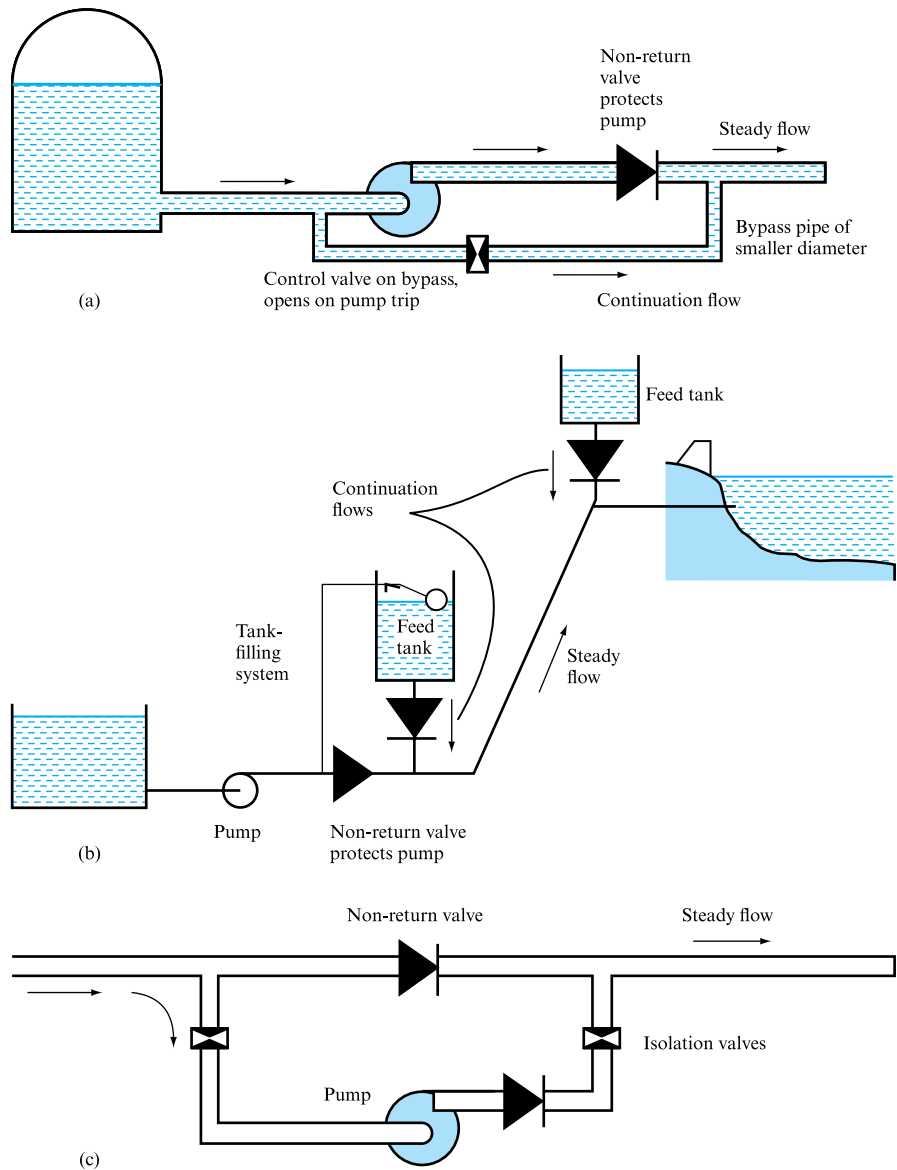 Non-return
valve
protects
pump
Steady flow
Bypass pipe of
smaller diameter
Control valve on bypass,
opens on pump trip
Continuation flow
(a)
Feed tank
Continuation
flows
Feed
tank
Tank-
filling
system
Steady
flow
Pump
Non-return valve
protects pump
(b)
Non-return valve
Steady flow
Isolation valves
Pump
(c)